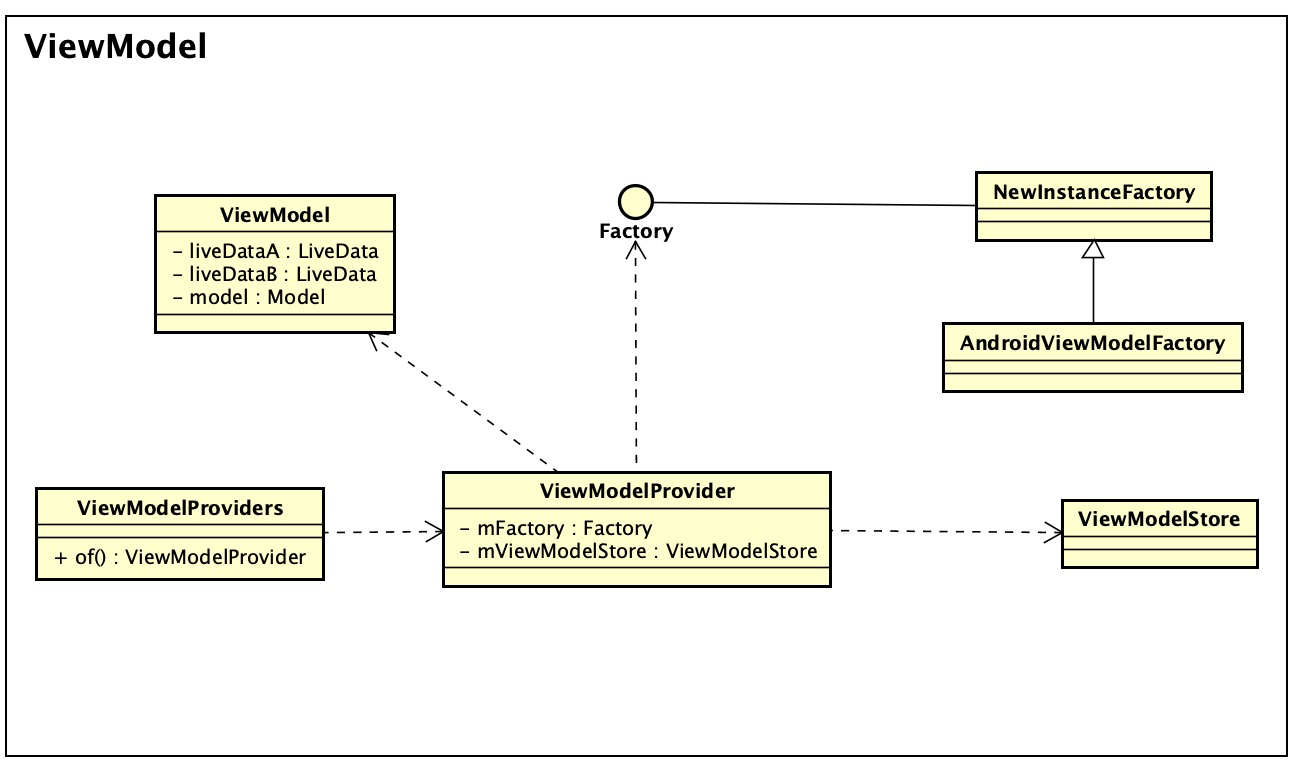 ViewModel
ViewModel
- liveDataA : LiveData
- liveDataB : LiveData
- model : Model
Factory
NewInstanceFactory
AndroidViewModelFactory
ViewModelProviders
+ of() : ViewModelProvider
ViewModelProvider
- mFactory : Factory
- mViewModelStore : ViewModelStore
ViewModelStore